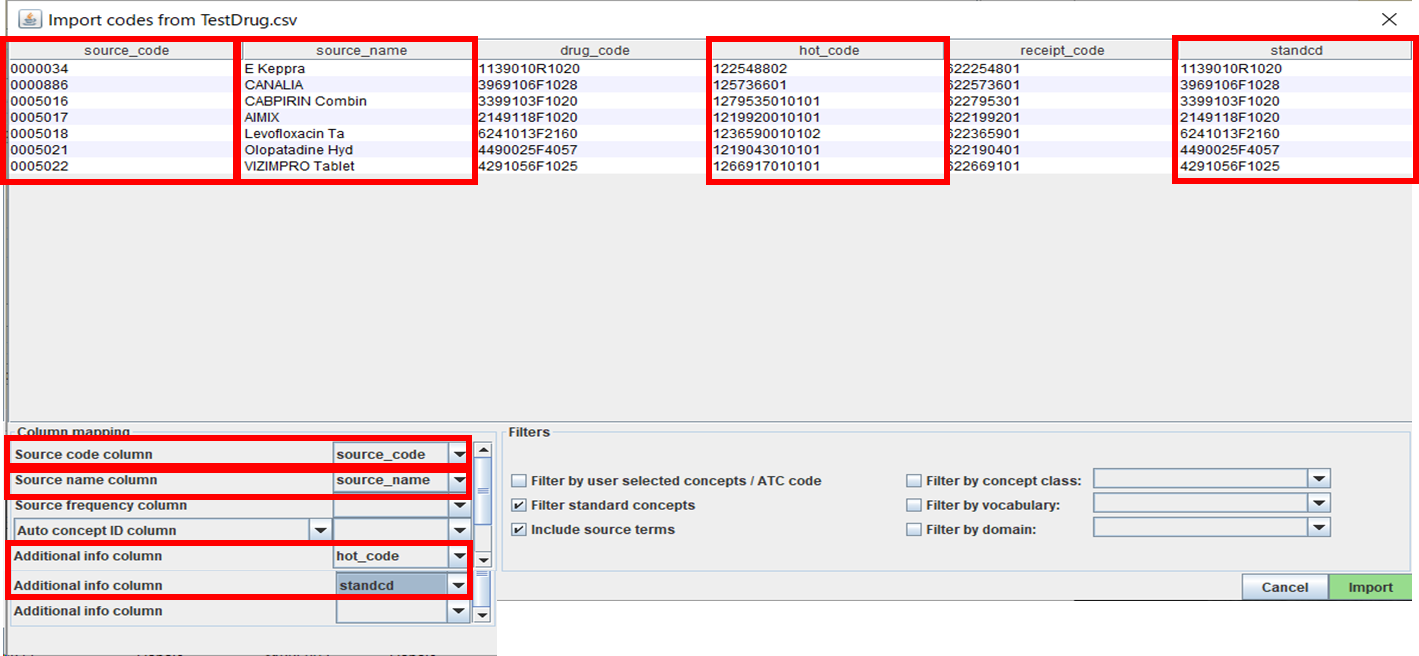 Import codes from TestDrug.csv
source_code source_name drug_code hot_code receipt_code standcd
0000034 E Keppra 1139010R1020 122548802 622254801 1139010R1020
0000886 CANALIA 3969106F1028 125736601 622573601 3969106F1028
0005016 CABPIRIN Combin 3399103F1020 1279535010101 622795301 3399103F1020
0005017 AIMIX 2149118F1020 1219920010101 622199201 2149118F1020
0005018 Levofloxacin Ta 6241013F2160 1236590010102 622365901 6241013F2160
0005021 Olopatadine Hyd 4490025F4057 1219043010101 622190401 4490025F4057
0005022 VIZIMPRO Tablet 4291056F1025 1266917010101 622669101 4291056F1025
Column mapping
Source code column source_code
Source name column source_name
Source frequency column
Auto concept ID column
Additional info column hot_code
Additional info column standcd
Additional info column
Filters
Filter by user selected concepts / ATC code
Filter standard concepts
Include source terms
Filter by concept class:
Filter by vocabulary:
Filter by domain:
Cancel Import